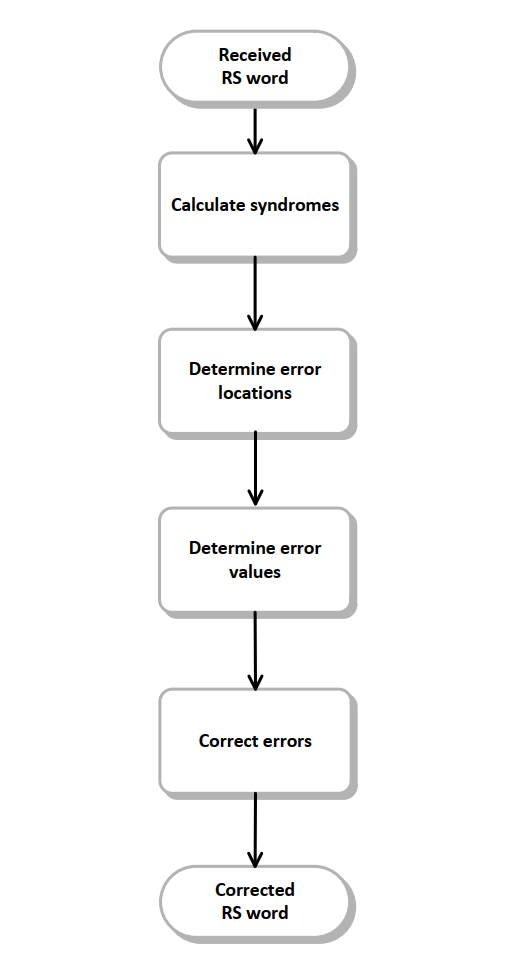 Received
RS word
Calculate syndromes
Determine error
locations
Determine error
values
Correct errors
Corrected
RS word